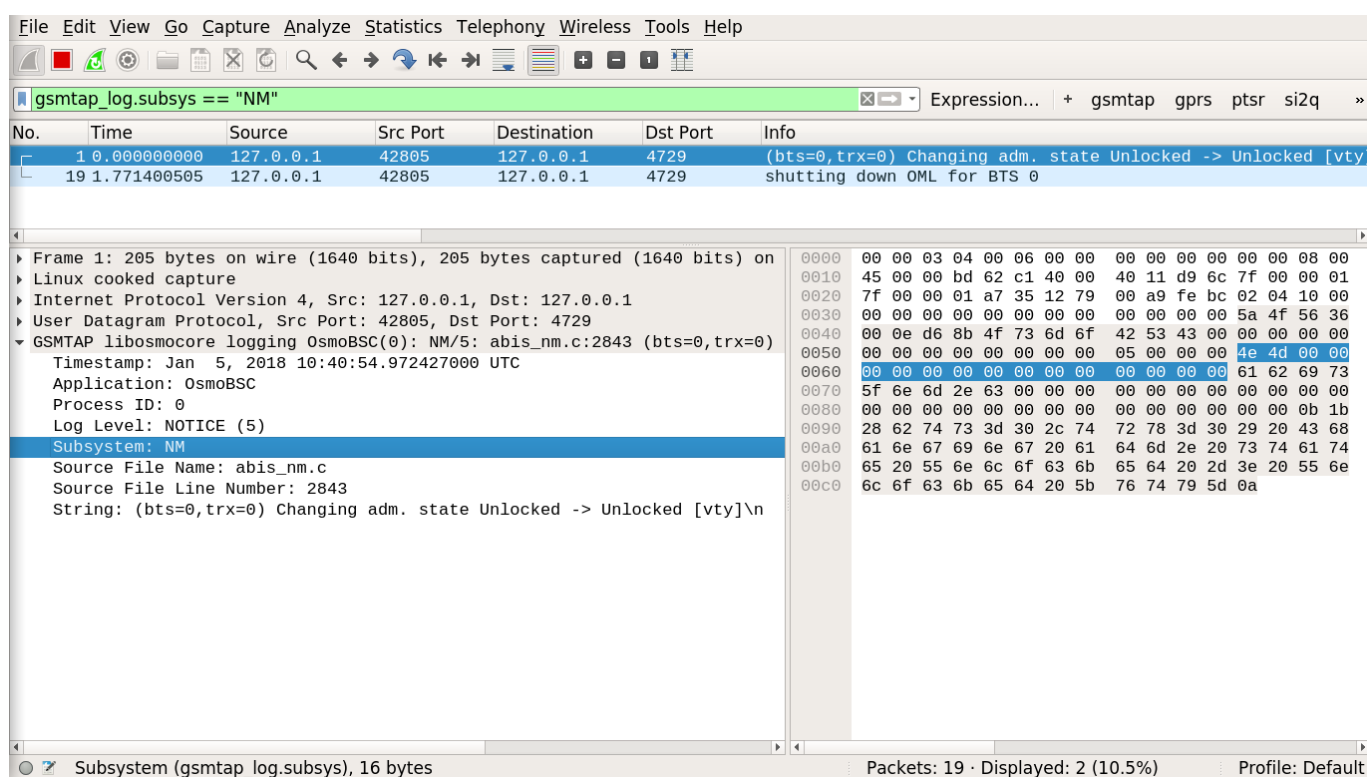 File Edit View Go Capture Analyze Statistics Telephony Wireless Tools Help
gsmtap_log.subsys == "NM" Expression... + gsmtap gprs ptsr si2q »
No. Time Source Src Port Destination Dst Port Info
1 0.000000000 127.0.0.1 42805 127.0.0.1 4729 (bts=0,trx=0) Changing adm. state Unlocked -> Unlocked [vty
19 1.771400505 127.0.0.1 42805 127.0.0.1 4729 shutting down OML for BTS 0
Frame 1: 205 bytes on wire (1640 bits), 205 bytes captured (1640 bits) on
Linux cooked capture
Internet Protocol Version 4, Src: 127.0.0.1, Dst: 127.0.0.1
User Datagram Protocol, Src Port: 42805, Dst Port: 4729
GSMTAP libosmocore logging OsmoBSC(0): NM/5: abis_nm.c:2843 (bts=0,trx=0)
Timestamp: Jan  5, 2018 10:40:54.972427000 UTC
Application: OsmoBSC
Process ID: 0
Log Level: NOTICE (5)
Subsystem: NM
Source File Name: abis_nm.c
Source File Line Number: 2843
String: (bts=0,trx=0) Changing adm. state Unlocked -> Unlocked [vty]\n
0000 00 00 03 04 00 06 00 00 00 00 00 00 00 00 08 00
0010 45 00 00 bd 62 c1 40 00 40 11 d9 6c 7f 00 00 01
0020 7f 00 00 01 a7 35 12 79 00 a9 fe bc 02 04 10 00
0030 00 00 00 00 00 00 00 00 00 00 00 00 5a 4f 56 36
0040 00 0e d6 8b 4f 73 6d 6f 42 53 43 00 00 00 00 00
0050 00 00 00 00 00 00 00 00 05 00 00 00 4e 4d 00 00
0060 00 00 00 00 00 00 00 00 00 00 00 00 61 62 69 73
0070 5f 6e 6d 2e 63 00 00 00 00 00 00 00 00 00 00 00
0080 00 00 00 00 00 00 00 00 00 00 00 00 00 00 0b 1b
0090 28 62 74 73 3d 30 2c 74 72 78 3d 30 29 20 43 68
00a0 61 6e 67 69 6e 67 20 61 64 6d 2e 20 73 74 61 74
00b0 65 20 55 6e 6c 6f 63 6b 65 64 20 2d 3e 20 55 6e
00c0 6c 6f 63 6b 65 64 20 5b 76 74 79 5d 0a
Subsystem (gsmtap_log.subsys), 16 bytes Packets: 19 · Displayed: 2 (10.5%) Profile: Default